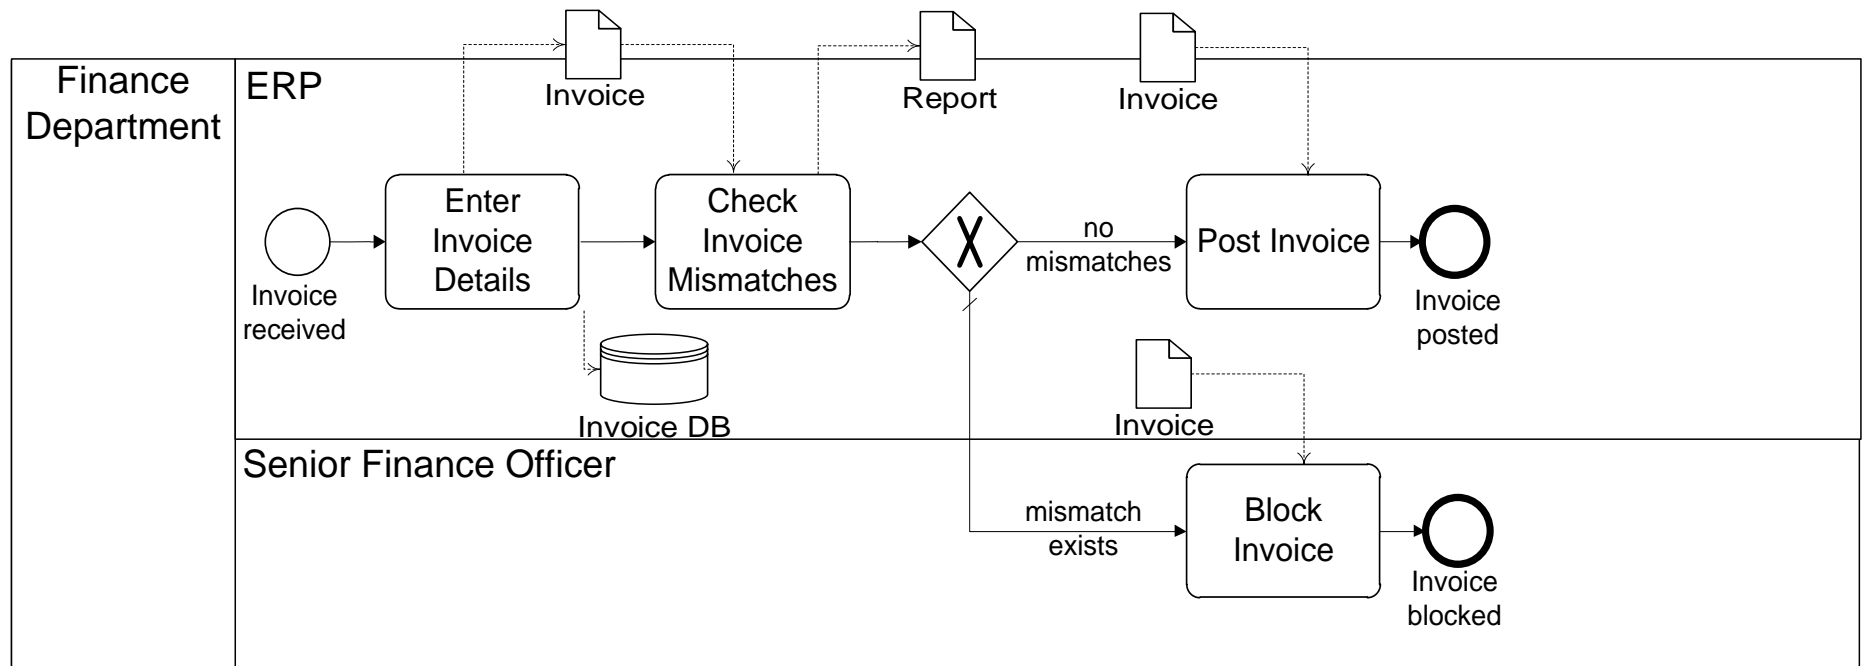 Finance
Department
ERP
Invoice
Report
Invoice
Invoice
received
Enter
Invoice
Details
Check
Invoice
Mismatches
X
no
mismatches
Post Invoice
Invoice
posted
Invoice DB
Invoice
Senior Finance Officer
mismatch
exists
Block
Invoice
Invoice
blocked